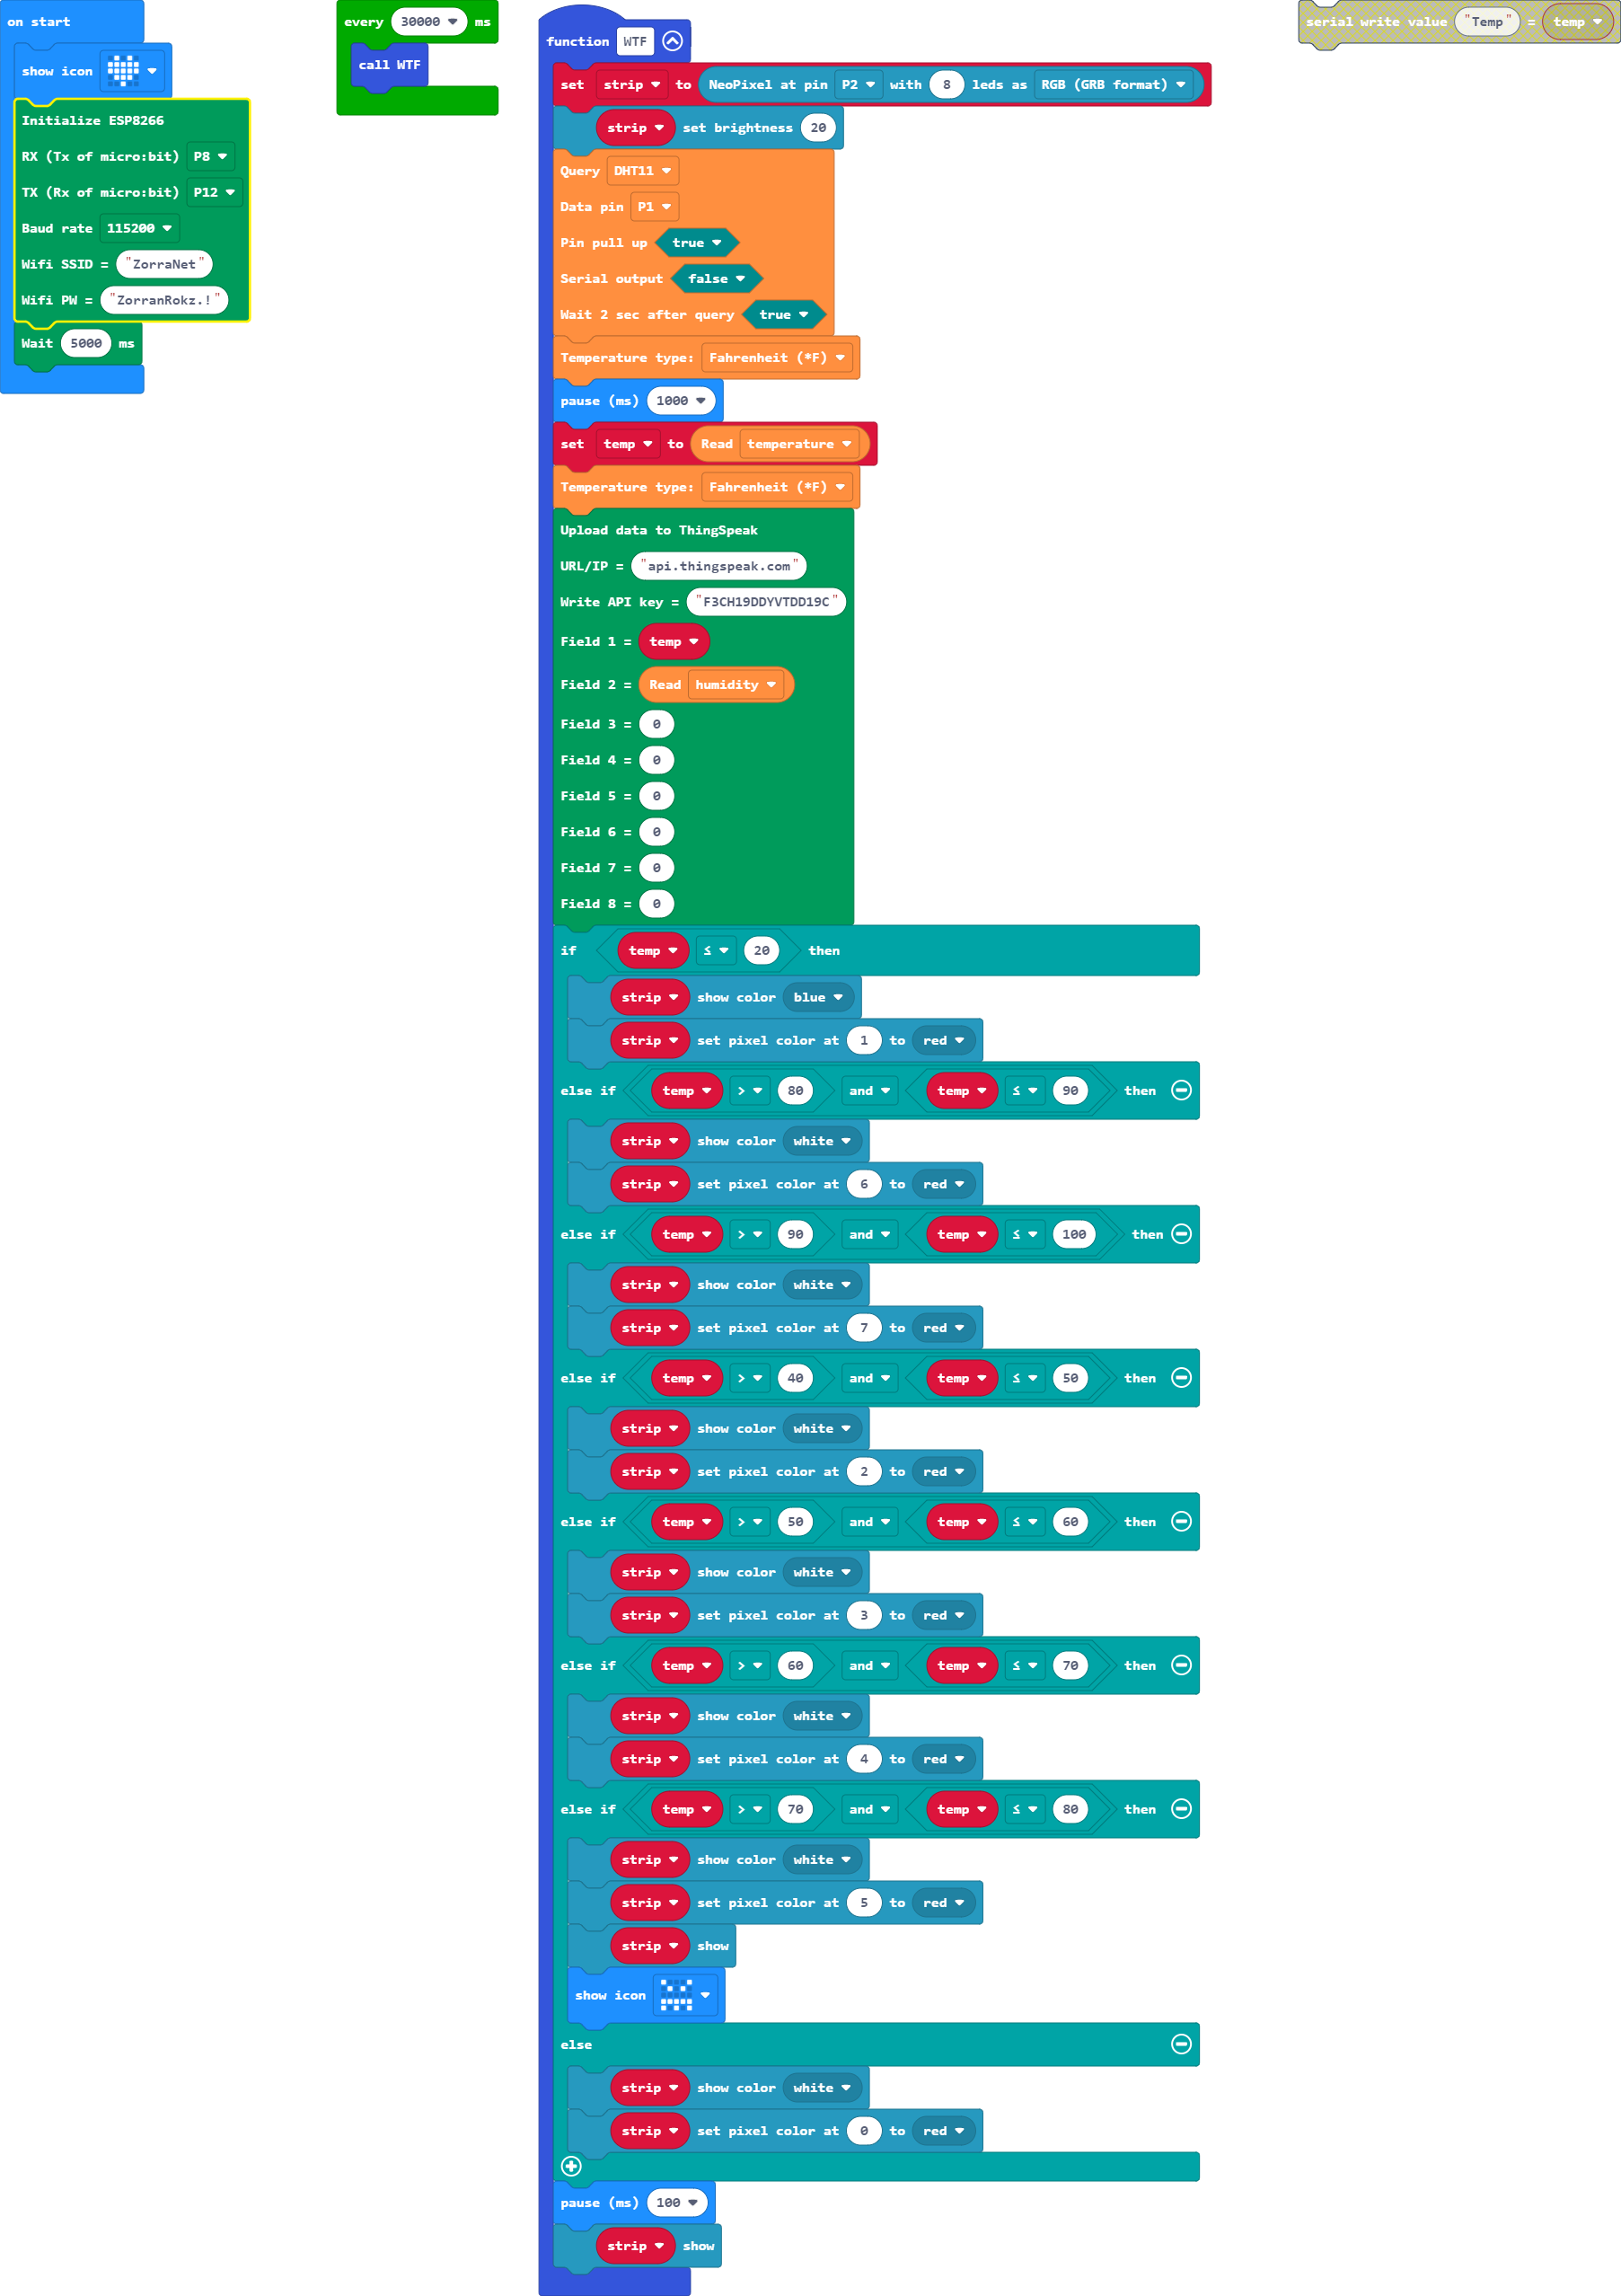 on start
show icon
Initialize ESP8266
RX (Tx of micro:bit) P8
TX (Rx of micro:bit) P12
Baud rate 115200
Wifi SSID = "ZorraNet"
Wifi PW = "ZorranRokz.!"
Wait 5000 ms
every 30000 ms
call WTF
function WTF
set strip to NeoPixel at pin P2 with 8 leds as RGB (GRB format)
strip set brightness 20
Query DHT11
Data pin P1
Pin pull up true
Serial output false
Wait 2 sec after query true
Temperature type: Fahrenheit (*F)
pause (ms) 1000
set temp to Read temperature
Temperature type: Fahrenheit (*F)
Upload data to ThingSpeak
URL/IP = "api.thingspeak.com"
Write API key = "F3CH19DDYVTDD19C"
Field 1 = temp
Field 2 = Read humidity
Field 3 = 0
Field 4 = 0
Field 5 = 0
Field 6 = 0
Field 7 = 0
Field 8 = 0
if temp ≤ 20 then
strip show color blue
strip set pixel color at 1 to red
else if temp > 80 and temp ≤ 90 then
strip show color white
strip set pixel color at 6 to red
else if temp > 90 and temp ≤ 100 then
strip show color white
strip set pixel color at 7 to red
else if temp > 40 and temp ≤ 50 then
strip show color white
strip set pixel color at 2 to red
else if temp > 50 and temp ≤ 60 then
strip show color white
strip set pixel color at 3 to red
else if temp > 60 and temp ≤ 70 then
strip show color white
strip set pixel color at 4 to red
else if temp > 70 and temp ≤ 80 then
strip show color white
strip set pixel color at 5 to red
strip show
show icon
else
strip show color white
strip set pixel color at 0 to red
pause (ms) 100
strip show
serial write value "Temp" = temp